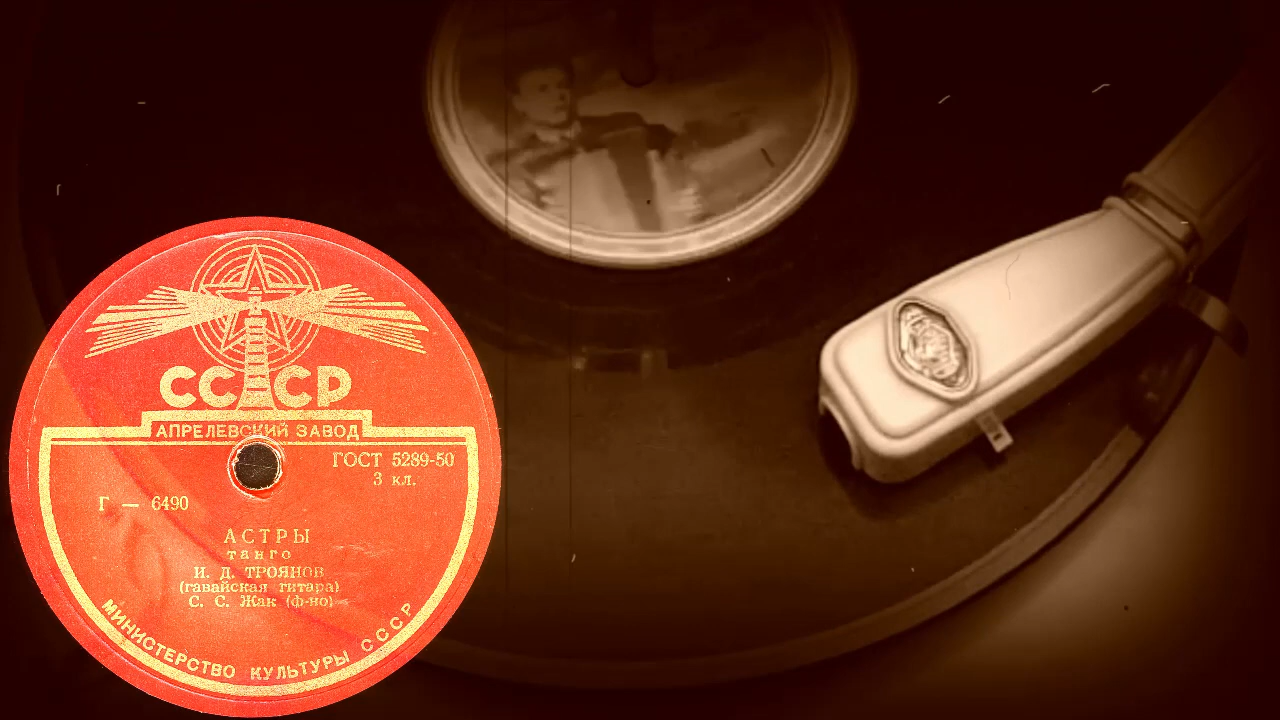 СССР
АПРЕЛЕВСКИЙ ЗАВОД
ГОСТ 5289-50
3 кл.
Г — 6490
АСТРЫ
танго
И. Д. ТРОЯНОВ
(гавайская гитара)
С. С. Жак (ф-но)
МИНИСТЕРСТВО КУЛЬТУРЫ СССР